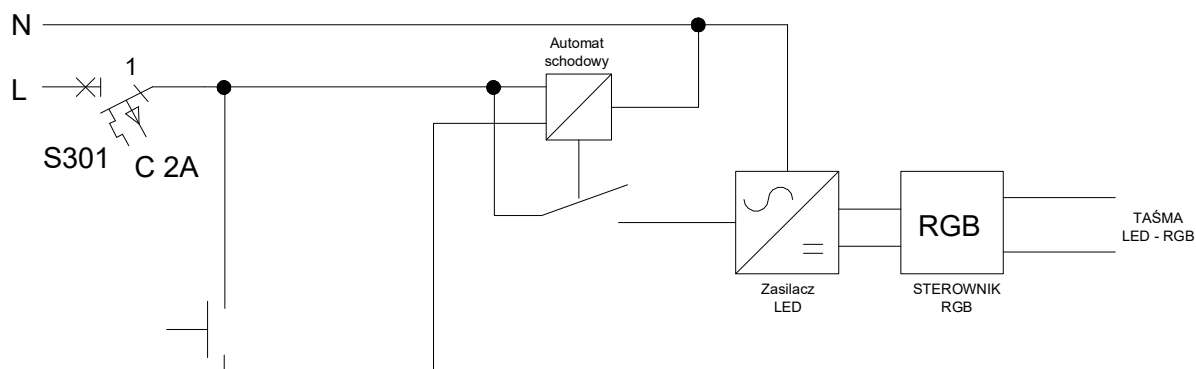 N
Automat
schodowy
1
L
S301
C 2A
RGB
TAŚMA
LED - RGB
Zasilacz
LED
STEROWNIK
RGB